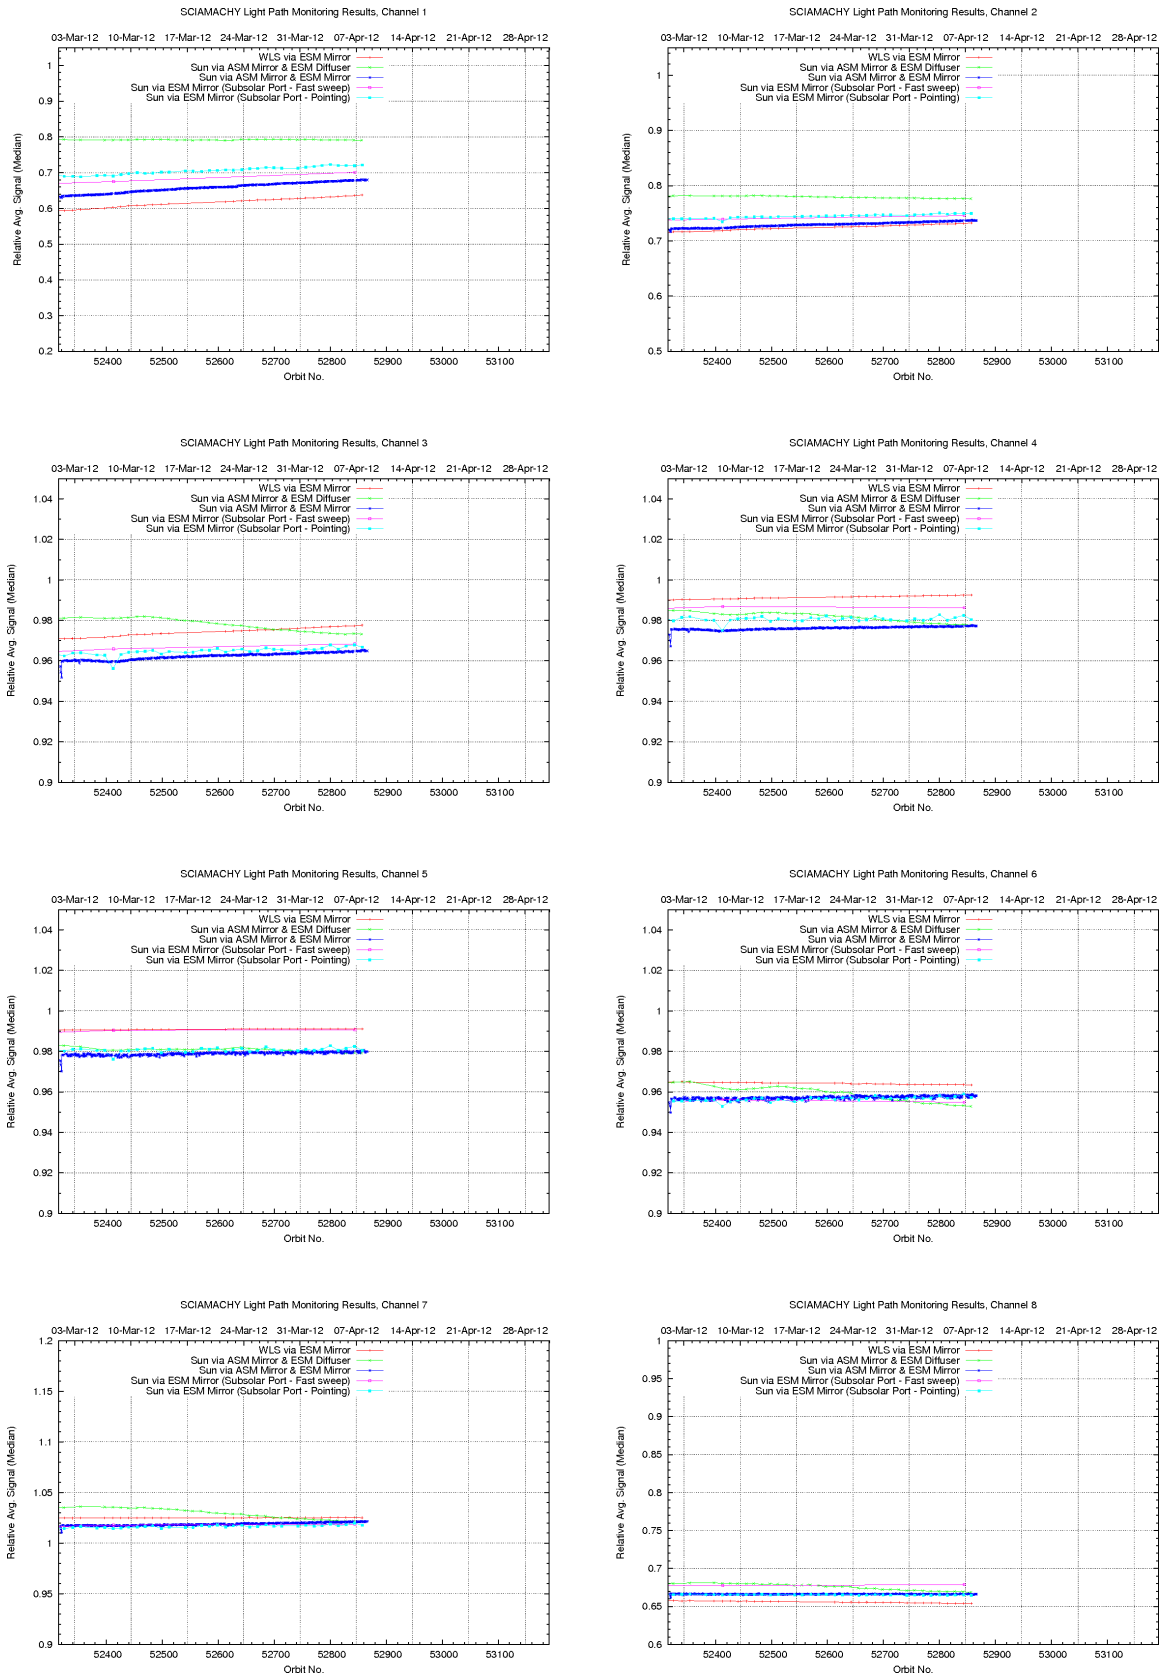 SCIAMACHY Light Path Monitoring Results, Channel 1
03-Mar-12 10-Mar-12 17-Mar-12 24-Mar-12 31-Mar-12 07-Apr-12 14-Apr-12 21-Apr-12 28-Apr-12
WLS via ESM Mirror
Sun via ASM Mirror & ESM Diffuser
Sun via ASM Mirror & ESM Mirror
Sun via ESM Mirror (Subsolar Port - Fast sweep)
Sun via ESM Mirror (Subsolar Port - Pointing)
Relative Avg. Signal (Median)
1
0.9
0.8
0.7
0.6
0.5
0.4
0.3
0.2
52400 52500 52600 52700 52800 52900 53000 53100
Orbit No.
SCIAMACHY Light Path Monitoring Results, Channel 2
03-Mar-12 10-Mar-12 17-Mar-12 24-Mar-12 31-Mar-12 07-Apr-12 14-Apr-12 21-Apr-12 28-Apr-12
WLS via ESM Mirror
Sun via ASM Mirror & ESM Diffuser
Sun via ASM Mirror & ESM Mirror
Sun via ESM Mirror (Subsolar Port - Fast sweep)
Sun via ESM Mirror (Subsolar Port - Pointing)
Relative Avg. Signal (Median)
1
0.9
0.8
0.7
0.6
0.5
52400 52500 52600 52700 52800 52900 53000 53100
Orbit No.
SCIAMACHY Light Path Monitoring Results, Channel 3
03-Mar-12 10-Mar-12 17-Mar-12 24-Mar-12 31-Mar-12 07-Apr-12 14-Apr-12 21-Apr-12 28-Apr-12
WLS via ESM Mirror
Sun via ASM Mirror & ESM Diffuser
Sun via ASM Mirror & ESM Mirror
Sun via ESM Mirror (Subsolar Port - Fast sweep)
Sun via ESM Mirror (Subsolar Port - Pointing)
Relative Avg. Signal (Median)
1.04
1.02
1
0.98
0.96
0.94
0.92
0.9
52400 52500 52600 52700 52800 52900 53000 53100
Orbit No.
SCIAMACHY Light Path Monitoring Results, Channel 4
03-Mar-12 10-Mar-12 17-Mar-12 24-Mar-12 31-Mar-12 07-Apr-12 14-Apr-12 21-Apr-12 28-Apr-12
WLS via ESM Mirror
Sun via ASM Mirror & ESM Diffuser
Sun via ASM Mirror & ESM Mirror
Sun via ESM Mirror (Subsolar Port - Fast sweep)
Sun via ESM Mirror (Subsolar Port - Pointing)
Relative Avg. Signal (Median)
1.04
1.02
1
0.98
0.96
0.94
0.92
0.9
52400 52500 52600 52700 52800 52900 53000 53100
Orbit No.
SCIAMACHY Light Path Monitoring Results, Channel 5
03-Mar-12 10-Mar-12 17-Mar-12 24-Mar-12 31-Mar-12 07-Apr-12 14-Apr-12 21-Apr-12 28-Apr-12
WLS via ESM Mirror
Sun via ASM Mirror & ESM Diffuser
Sun via ASM Mirror & ESM Mirror
Sun via ESM Mirror (Subsolar Port - Fast sweep)
Sun via ESM Mirror (Subsolar Port - Pointing)
Relative Avg. Signal (Median)
1.04
1.02
1
0.98
0.96
0.94
0.92
0.9
52400 52500 52600 52700 52800 52900 53000 53100
Orbit No.
SCIAMACHY Light Path Monitoring Results, Channel 6
03-Mar-12 10-Mar-12 17-Mar-12 24-Mar-12 31-Mar-12 07-Apr-12 14-Apr-12 21-Apr-12 28-Apr-12
WLS via ESM Mirror
Sun via ASM Mirror & ESM Diffuser
Sun via ASM Mirror & ESM Mirror
Sun via ESM Mirror (Subsolar Port - Fast sweep)
Sun via ESM Mirror (Subsolar Port - Pointing)
Relative Avg. Signal (Median)
1.04
1.02
1
0.98
0.96
0.94
0.92
0.9
52400 52500 52600 52700 52800 52900 53000 53100
Orbit No.
SCIAMACHY Light Path Monitoring Results, Channel 7
03-Mar-12 10-Mar-12 17-Mar-12 24-Mar-12 31-Mar-12 07-Apr-12 14-Apr-12 21-Apr-12 28-Apr-12
WLS via ESM Mirror
Sun via ASM Mirror & ESM Diffuser
Sun via ASM Mirror & ESM Mirror
Sun via ESM Mirror (Subsolar Port - Fast sweep)
Sun via ESM Mirror (Subsolar Port - Pointing)
Relative Avg. Signal (Median)
1.2
1.15
1.1
1.05
1
0.95
0.9
52400 52500 52600 52700 52800 52900 53000 53100
Orbit No.
SCIAMACHY Light Path Monitoring Results, Channel 8
03-Mar-12 10-Mar-12 17-Mar-12 24-Mar-12 31-Mar-12 07-Apr-12 14-Apr-12 21-Apr-12 28-Apr-12
WLS via ESM Mirror
Sun via ASM Mirror & ESM Diffuser
Sun via ASM Mirror & ESM Mirror
Sun via ESM Mirror (Subsolar Port - Fast sweep)
Sun via ESM Mirror (Subsolar Port - Pointing)
Relative Avg. Signal (Median)
1
0.95
0.9
0.85
0.8
0.75
0.7
0.65
0.6
52400 52500 52600 52700 52800 52900 53000 53100
Orbit No.